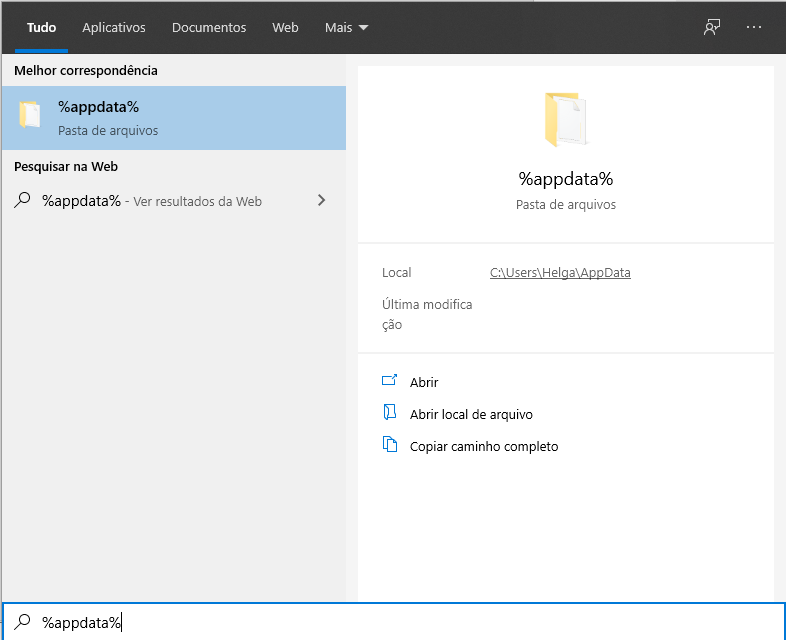 Tudo Aplicativos Documentos Web Mais
Melhor correspondência
%appdata%
Pasta de arquivos
Pesquisar na Web
%appdata% - Ver resultados da Web
%appdata%
Pasta de arquivos
Local C:\Users\Helga\AppData
Última modifica
ção
Abrir
Abrir local de arquivo
Copiar caminho completo
%appdata%